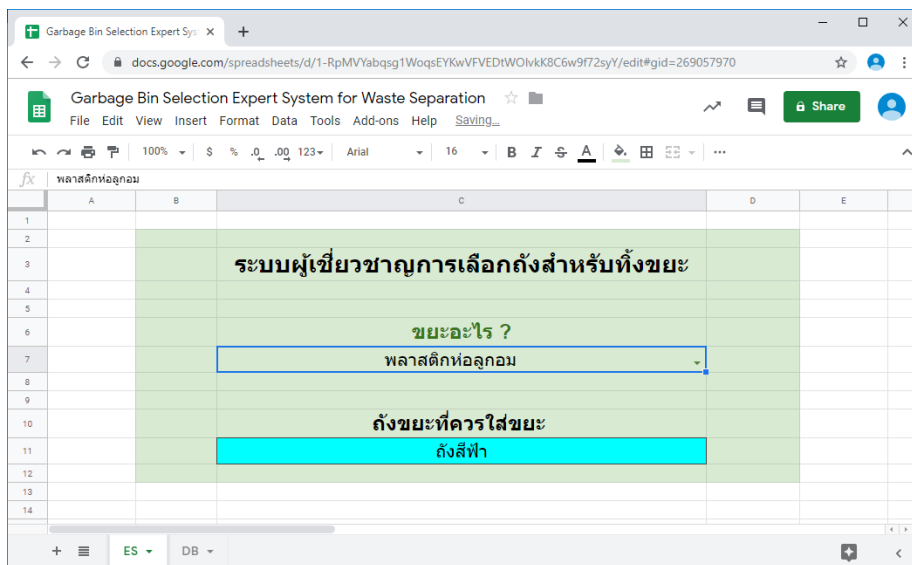 Garbage Bin Selection Expert Sys
docs.google.com/spreadsheets/d/1-RpMVYabqsg1WoqsEYKwVFVEDtWOlvkK8C6w9f72syY/edit#gid=269057970
Garbage Bin Selection Expert System for Waste Separation
File Edit View Insert Format Data Tools Add-ons Help Saving...
Share
100% $ % .0 .00 123 Arial 16 B I S A
fx พลาสติกห่อลูกอม
A B C D E
1
2
3 ระบบผู้เชี่ยวชาญการเลือกถังสำหรับทิ้งขยะ
4
5
6 ขยะอะไร ?
7 พลาสติกห่อลูกอม
8
9
10 ถังขยะที่ควรใส่ขยะ
11 ถังสีฟ้า
12
13
14
ES DB